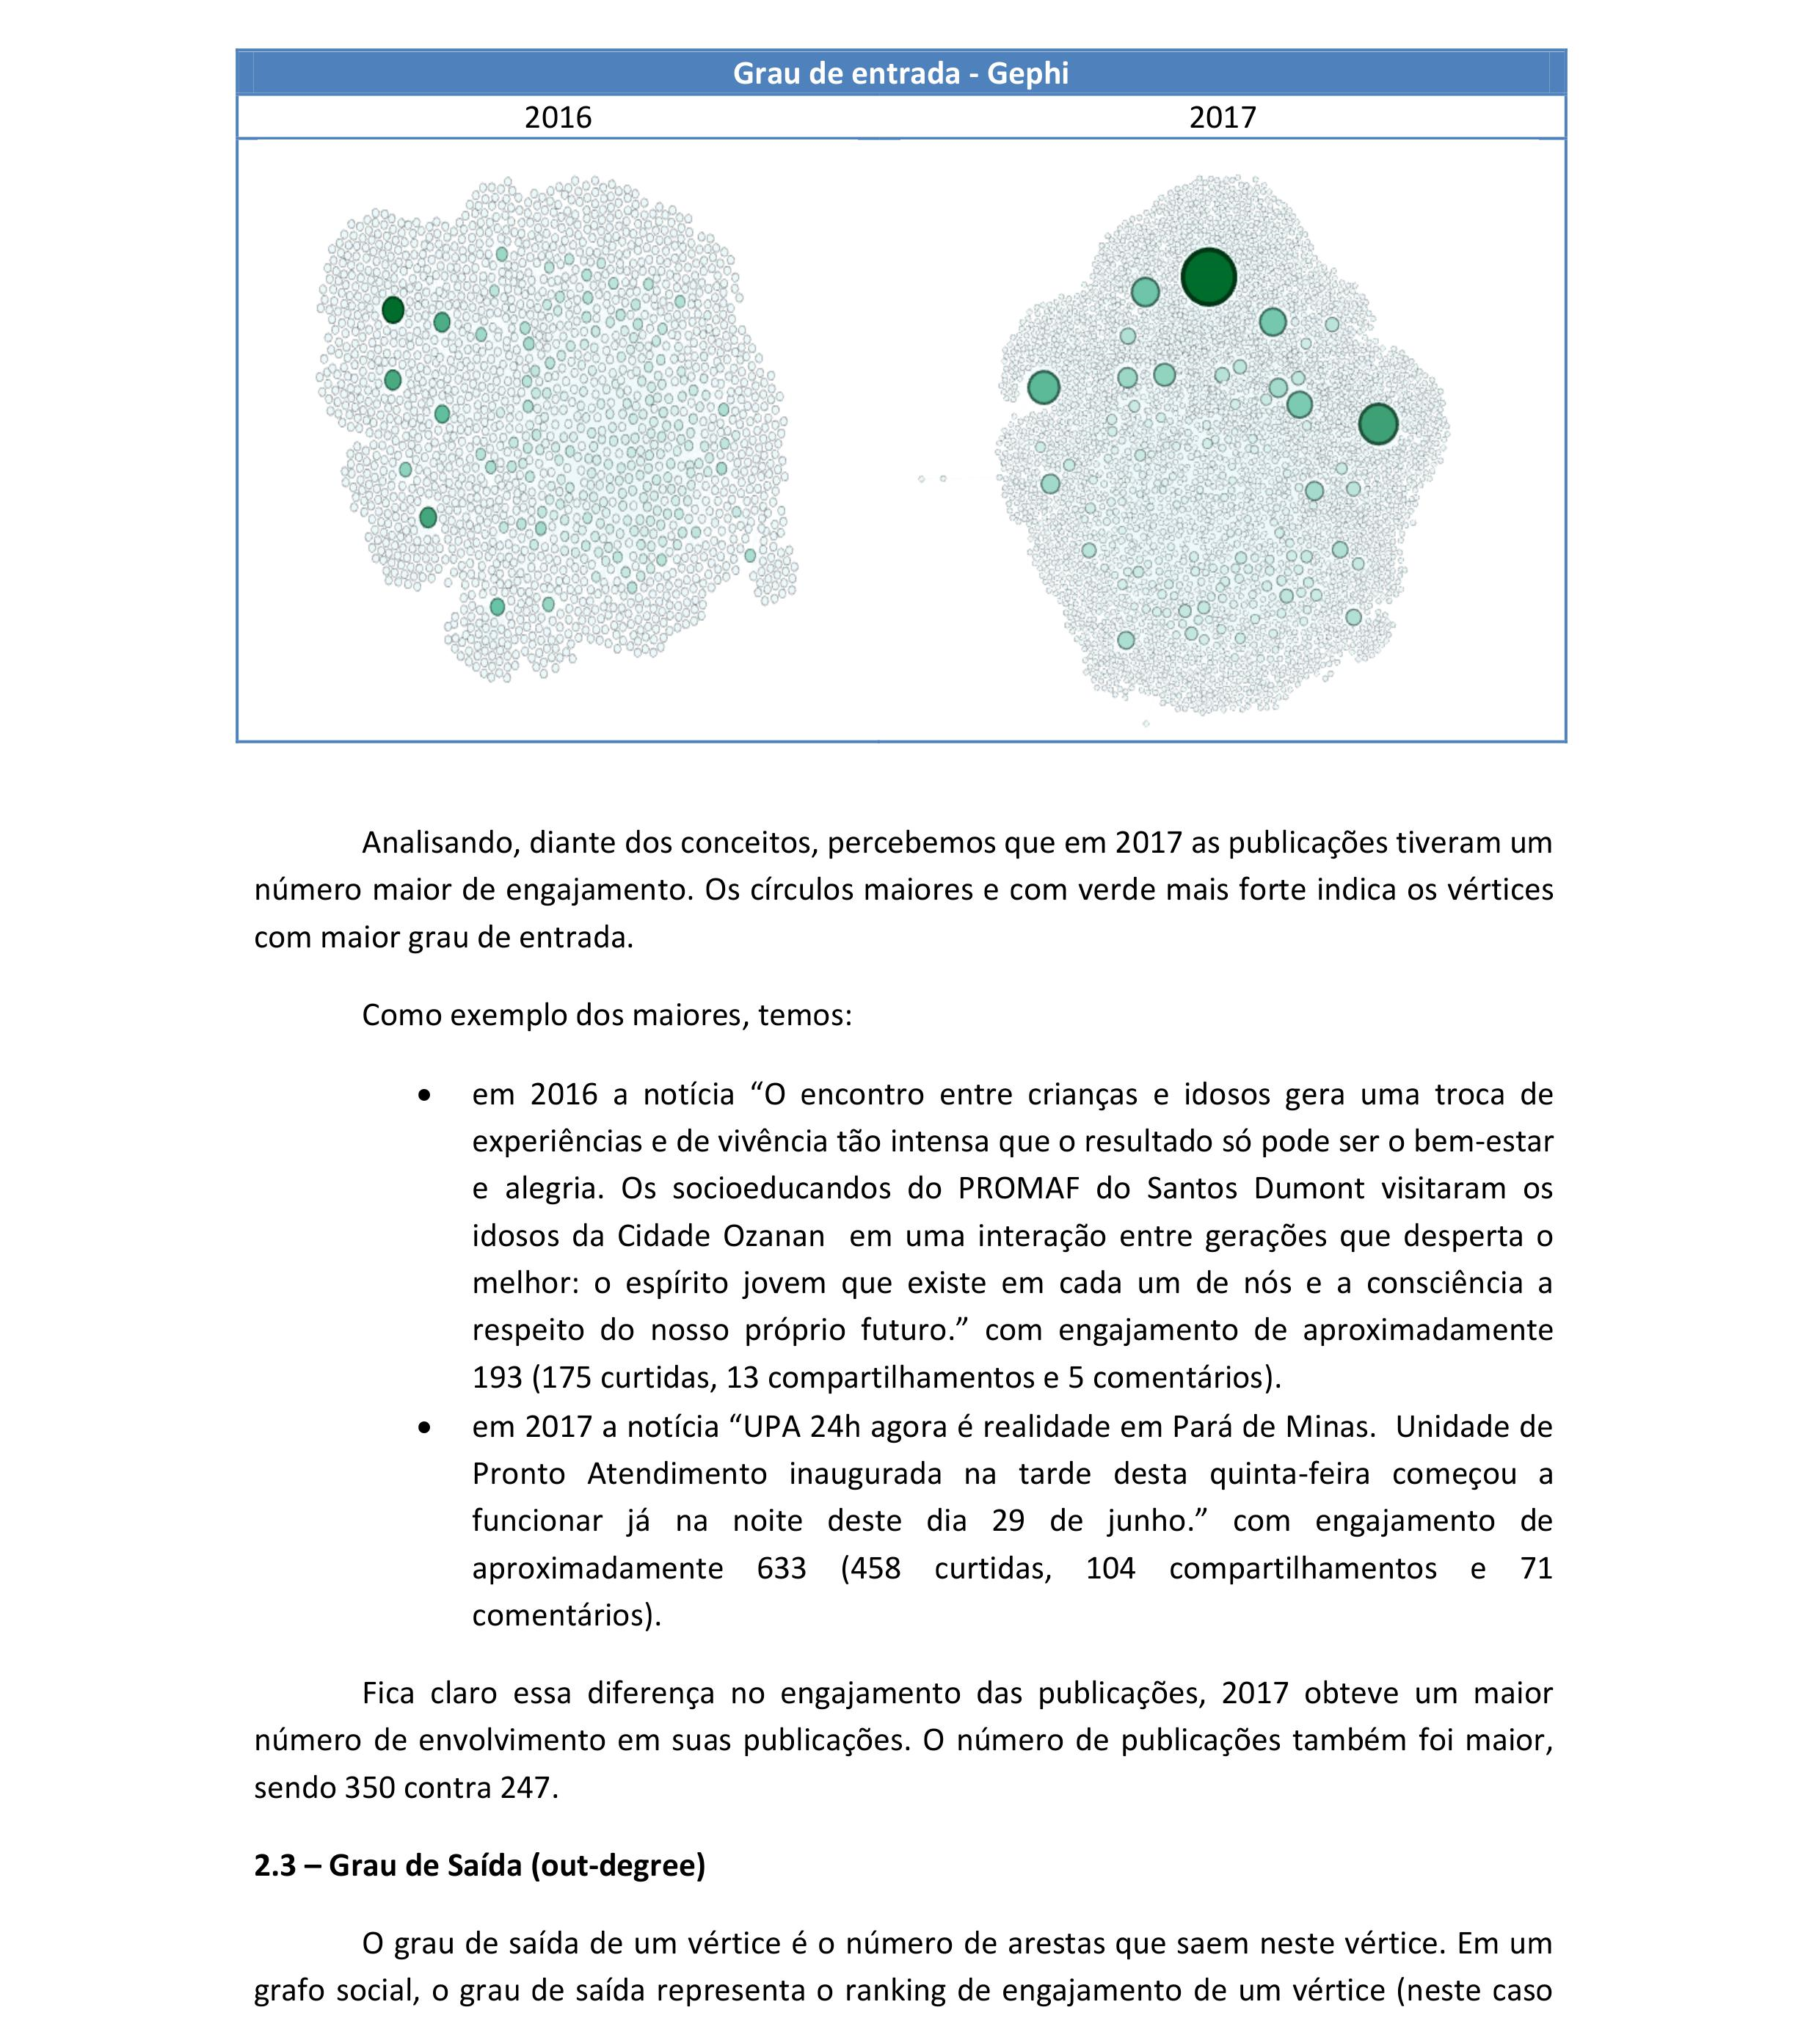 Grau de entrada - Gephi
2016 2017
Analisando, diante dos conceitos, percebemos que em 2017 as publicações tiveram um
número maior de engajamento. Os círculos maiores e com verde mais forte indica os vértices
com maior grau de entrada.
Como exemplo dos maiores, temos:
• em 2016 a notícia “O encontro entre crianças e idosos gera uma troca de
experiências e de vivência tão intensa que o resultado só pode ser o bem-estar
e alegria. Os socioeducandos do PROMAF do Santos Dumont visitaram os
idosos da Cidade Ozanan  em uma interação entre gerações que desperta o
melhor: o espírito jovem que existe em cada um de nós e a consciência a
respeito do nosso próprio futuro.” com engajamento de aproximadamente
193 (175 curtidas, 13 compartilhamentos e 5 comentários).
• em 2017 a notícia “UPA 24h agora é realidade em Pará de Minas.  Unidade de
Pronto Atendimento inaugurada na tarde desta quinta-feira começou a
funcionar já na noite deste dia 29 de junho.” com engajamento de
aproximadamente 633 (458 curtidas, 104 compartilhamentos e 71
comentários).
Fica claro essa diferença no engajamento das publicações, 2017 obteve um maior
número de envolvimento em suas publicações. O número de publicações também foi maior,
sendo 350 contra 247.
2.3 – Grau de Saída (out-degree)
O grau de saída de um vértice é o número de arestas que saem neste vértice. Em um
grafo social, o grau de saída representa o ranking de engajamento de um vértice (neste caso